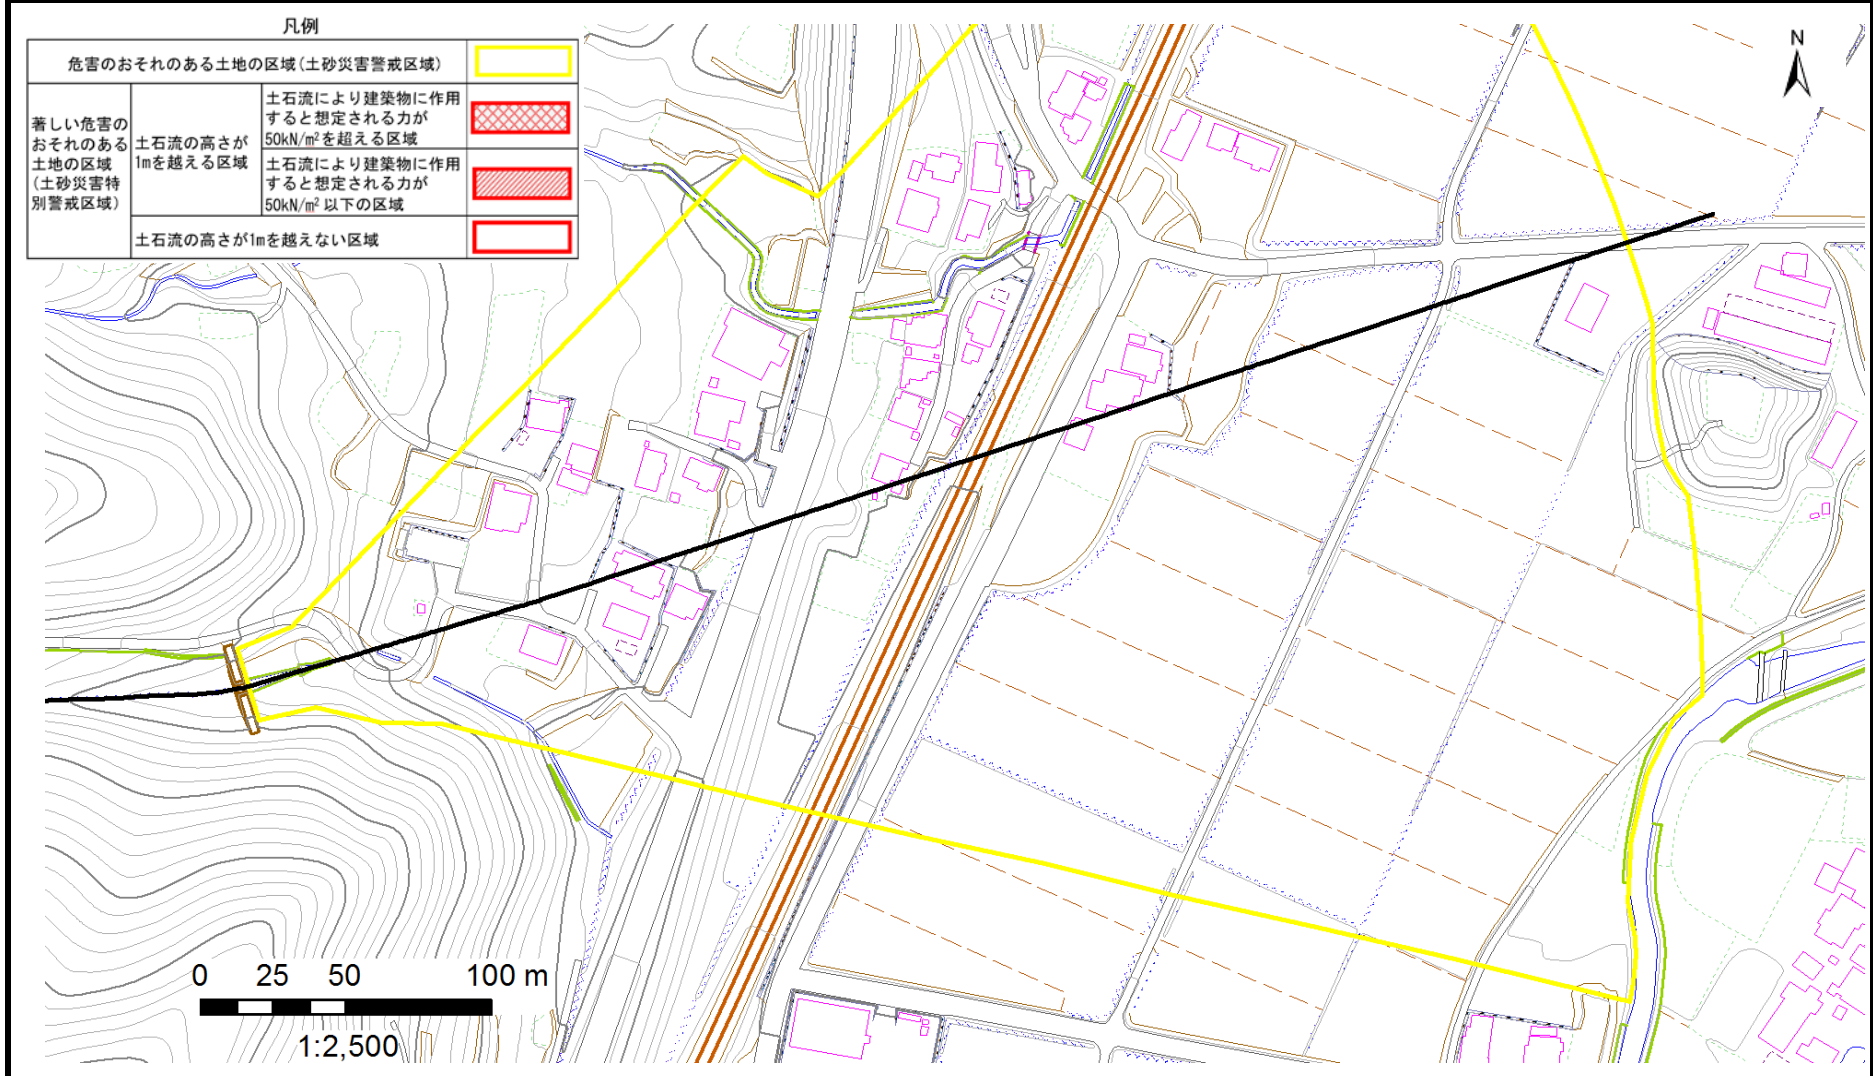 凡例
危害のおそれのある土地の区域(土砂災害警戒区域)
著しい危害の
おそれのある
土地の区域
(土砂災害特
別警戒区域)
土石流の高さが
1mを越える区域
土石流により建築物に作用
すると想定される力が
50kN/m²を超える区域
土石流により建築物に作用
すると想定される力が
50kN/m²以下の区域
土石流の高さが1mを越えない区域
N
0 25 50 100 m
1:2,500